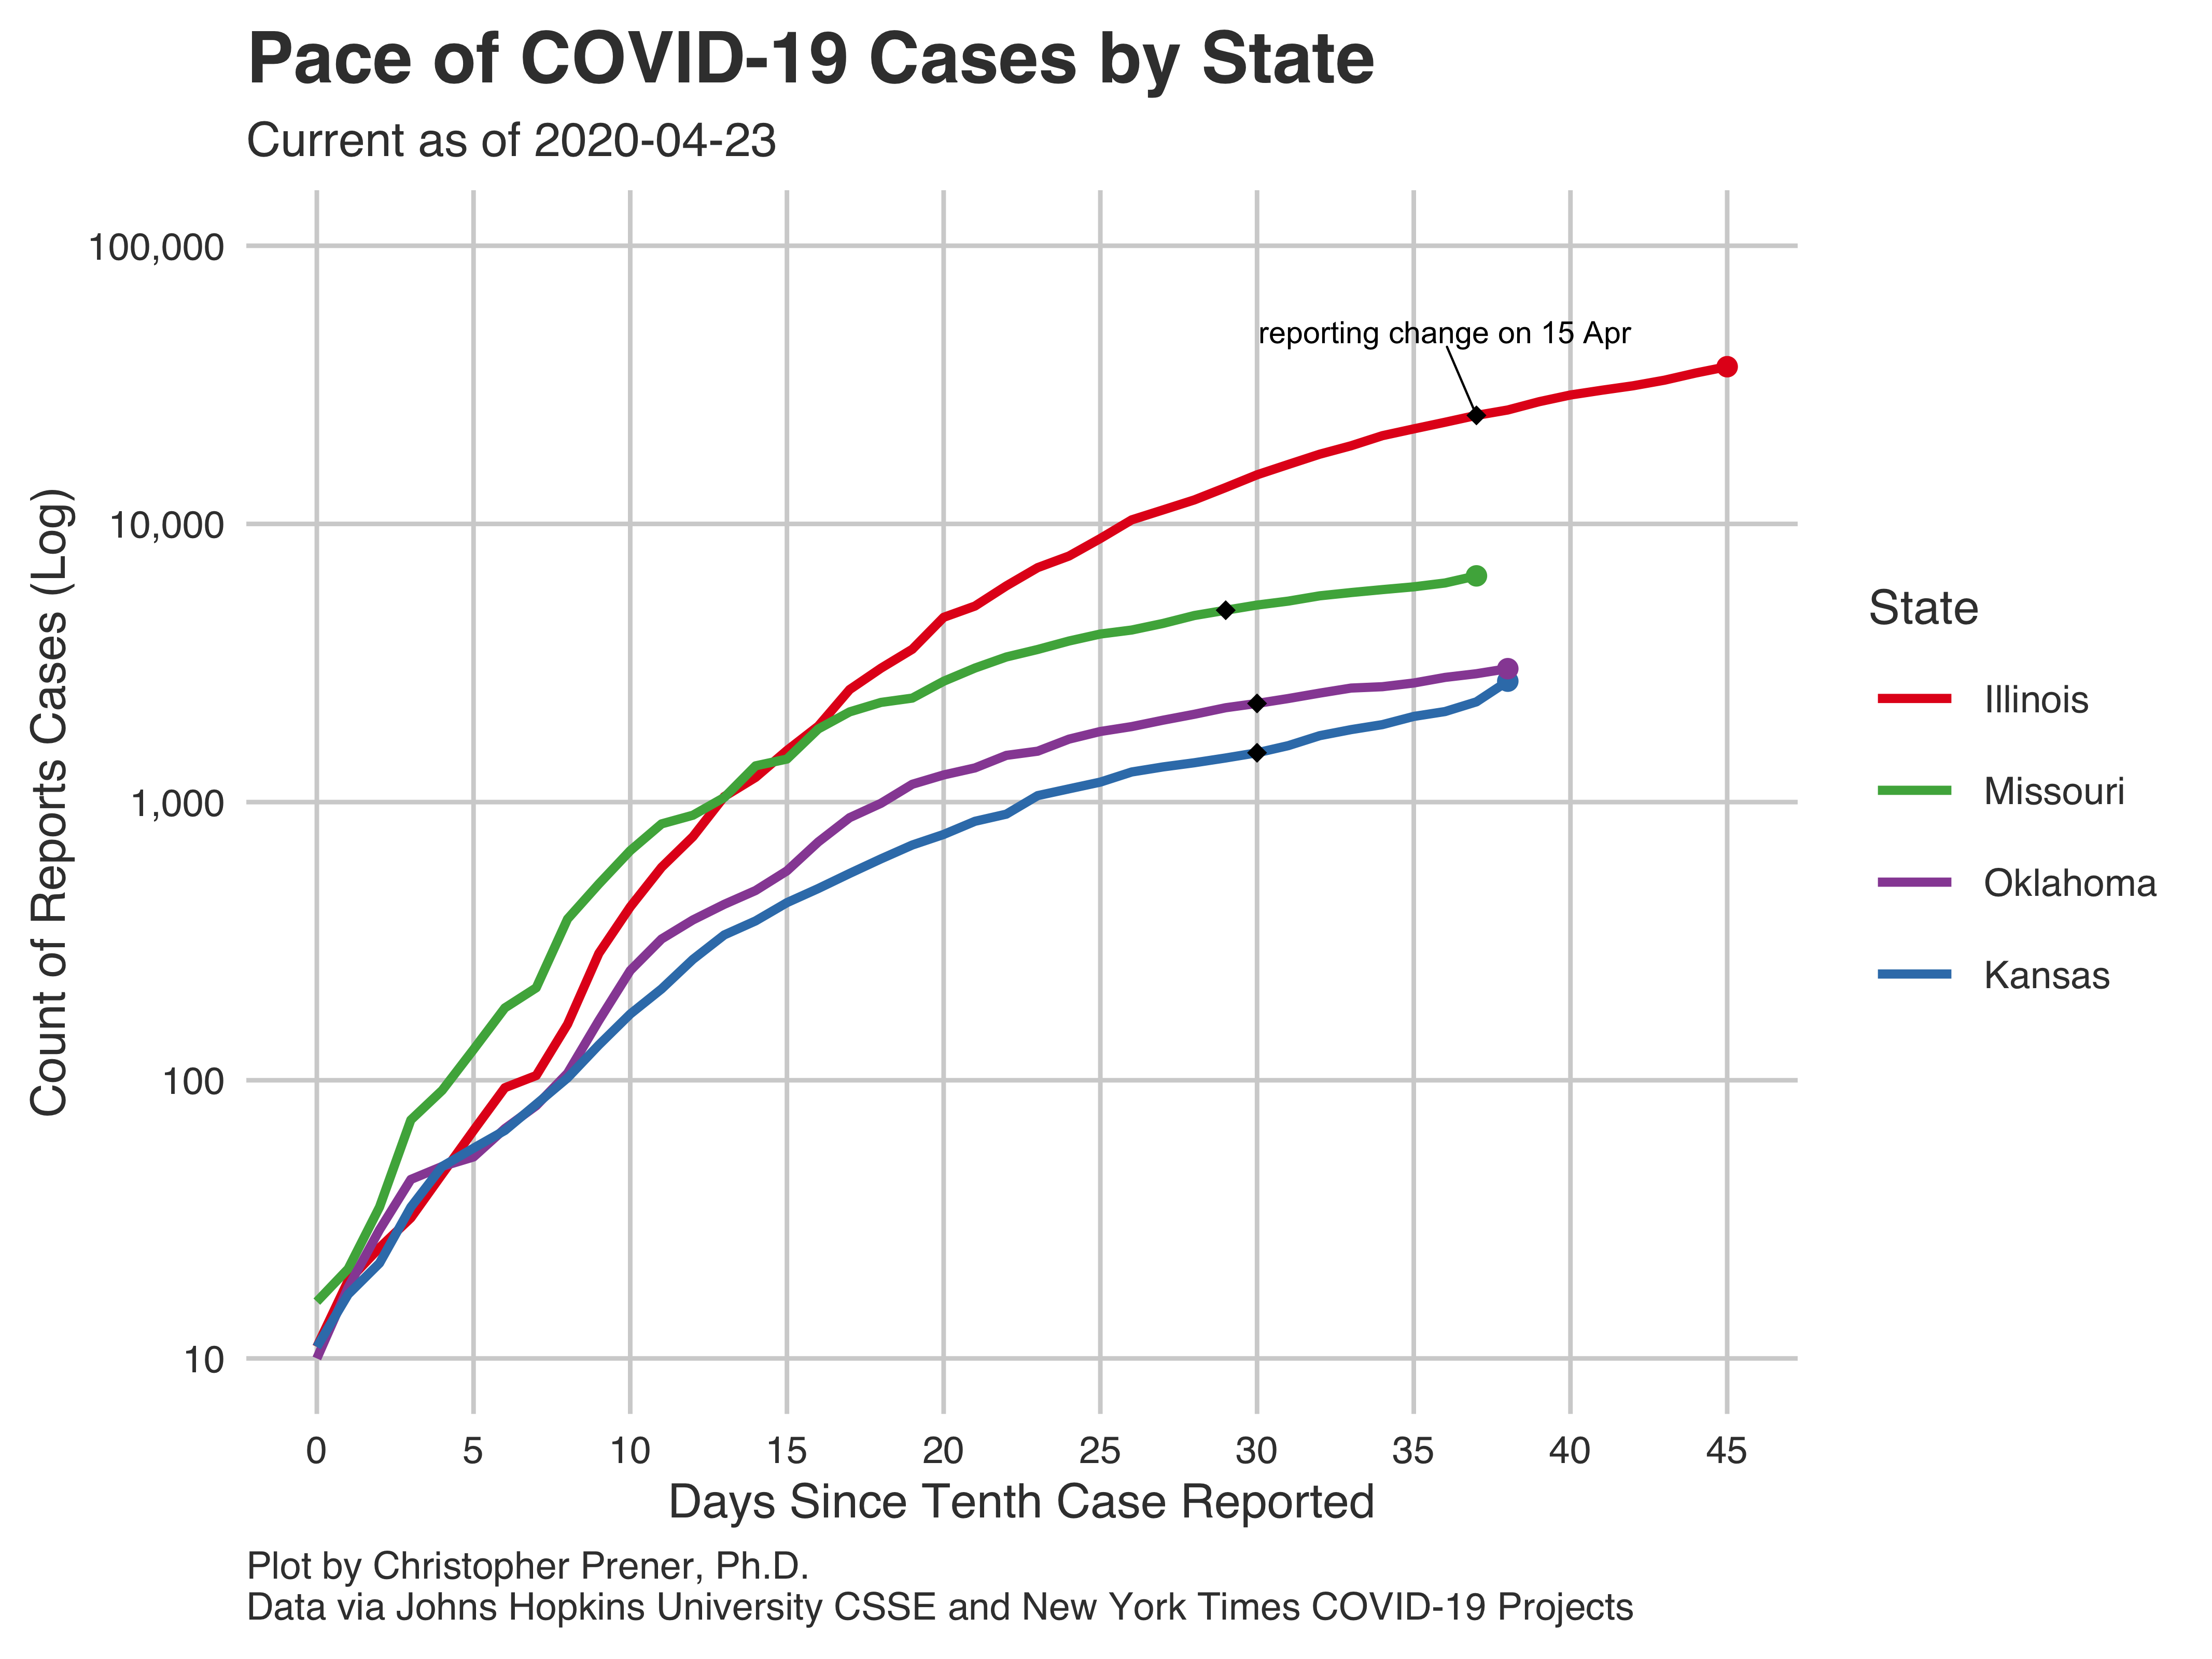 Pace of COVID-19 Cases by State
Current as of 2020-04-23
100,000
10,000
1,000
100
10
Count of Reports Cases (Log)
reporting change on 15 Apr
State
Illinois
Missouri
Oklahoma
Kansas
0 5 10 15 20 25 30 35 40 45
Days Since Tenth Case Reported
Plot by Christopher Prener, Ph.D.
Data via Johns Hopkins University CSSE and New York Times COVID-19 Projects